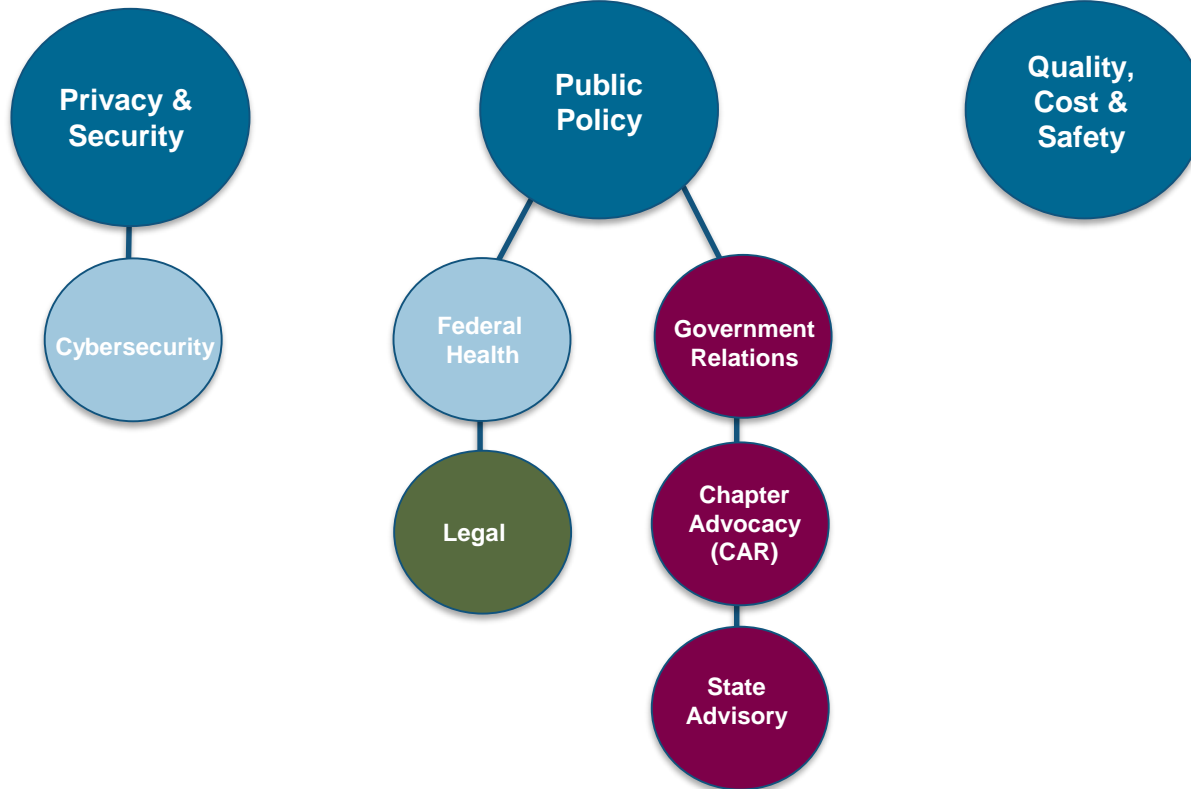 Privacy &
Security
Public
Policy
Quality,
Cost &
Safety
Cybersecurity
Federal
Health
Government
Relations
Legal
Chapter
Advocacy
(CAR)
State
Advisory